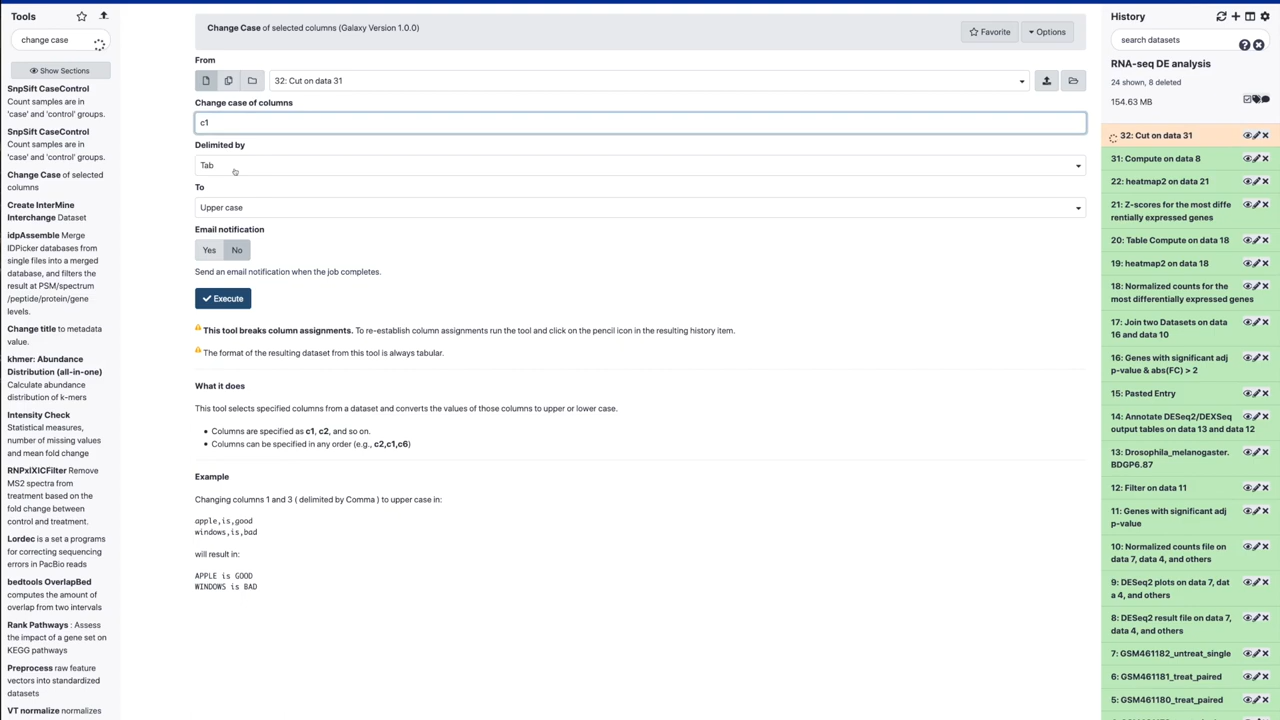 Tools
change case
Show Sections
SnpSift CaseControl
Count samples are in
'case' and 'control' groups.
SnpSift CaseControl
Count samples are in
'case' and 'control' groups.
Change Case of selected
columns
Create InterMine
Interchange Dataset
idpAssemble Merge
IDPicker databases from
single files into a merged
database, and filters the
result at PSM/spectrum
/peptide/protein/gene
levels.
Change title to metadata
value.
khmer: Abundance
Distribution (all-in-one)
Calculate abundance
distribution of k-mers
Intensity Check
Statistical measures,
number of missing values
and mean fold change
RNPxlXICFilter Remove
MS2 spectra from
treatment based on the
fold change between
control and treatment.
Lordec is a set a programs
for correcting sequencing
errors in PacBio reads
bedtools OverlapBed
computes the amount of
overlap from two intervals
Rank Pathways : Assess
the impact of a gene set on
KEGG pathways
Preprocess raw feature
vectors into standardized
datasets
VT normalize normalizes
Change Case of selected columns (Galaxy Version 1.0.0)
Favorite
Options
From
32: Cut on data 31
Change case of columns
c1
Delimited by
Tab
To
Upper case
Email notification
Yes No
Send an email notification when the job completes.
Execute
This tool breaks column assignments. To re-establish column assignments run the tool and click on the pencil icon in the resulting history item.
The format of the resulting dataset from this tool is always tabular.
What it does
This tool selects specified columns from a dataset and converts the values of those columns to upper or lower case.
• Columns are specified as c1, c2, and so on.
• Columns can be specified in any order (e.g., c2,c1,c6)
Example
Changing columns 1 and 3 ( delimited by Comma ) to upper case in:
apple,is,good
windows,is,bad
will result in:
APPLE is GOOD
WINDOWS is BAD
History
search datasets
RNA-seq DE analysis
24 shown, 8 deleted
154.63 MB
32: Cut on data 31
31: Compute on data 8
22: heatmap2 on data 21
21: Z-scores for the most diffe
rentially expressed genes
20: Table Compute on data 18
19: heatmap2 on data 18
18: Normalized counts for the
most differentially expressed genes
17: Join two Datasets on data
16 and data 10
16: Genes with significant adj
p-value & abs(FC) > 2
15: Pasted Entry
14: Annotate DESeq2/DEXSeq
output tables on data 13 and data 12
13: Drosophila_melanogaster.
BDGP6.87
12: Filter on data 11
11: Genes with significant adj
p-value
10: Normalized counts file on
data 7, data 4, and others
9: DESeq2 plots on data 7, dat
a 4, and others
8: DESeq2 result file on data 7,
data 4, and others
7: GSM461182_untreat_single
6: GSM461181_treat_paired
5: GSM461180_treat_paired